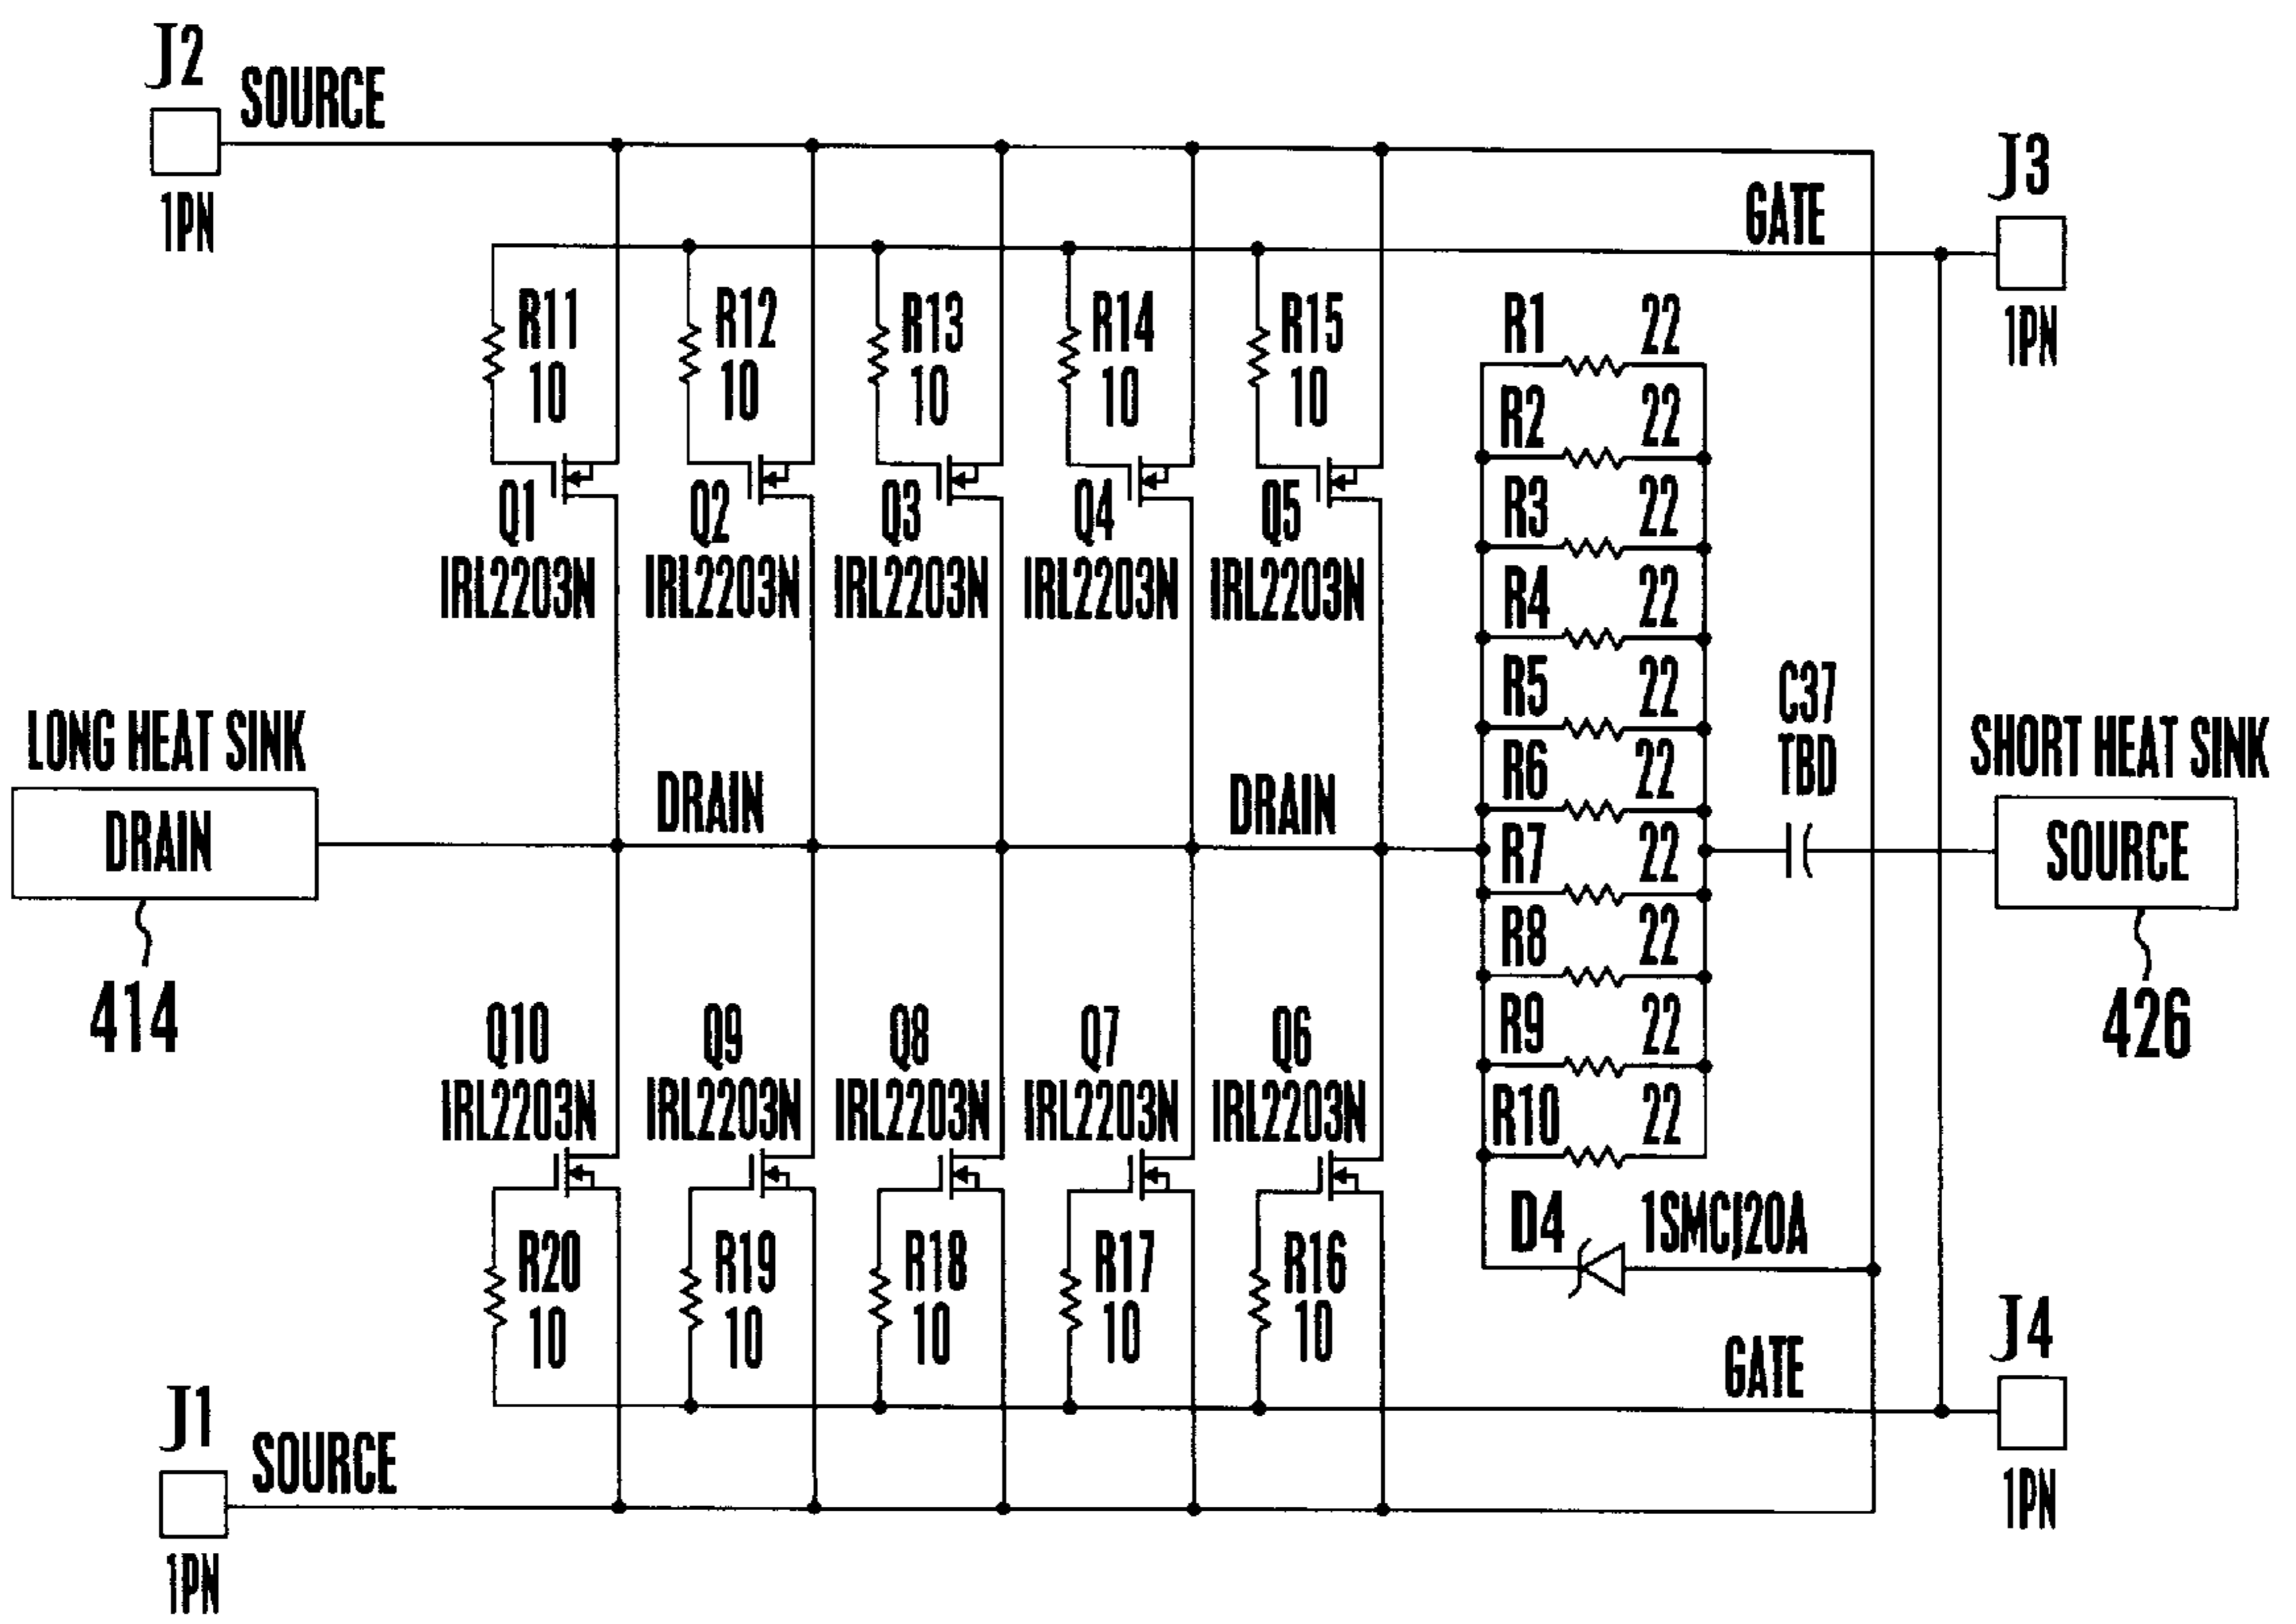 J2
SOURCE
1PN
J3
GATE
1PN
R11
10
R12
10
R13
10
R14
10
R15
10
R1 22
R2 22
R3 22
R4 22
R5 22
R6 22
R7 22
R8 22
R9 22
R10 22
Q1
IRL2203N
Q2
IRL2203N
Q3
IRL2203N
Q4
IRL2203N
Q5
IRL2203N
C37
TBD
LONG HEAT SINK
DRAIN
414
DRAIN
DRAIN
SHORT HEAT SINK
SOURCE
426
Q10
IRL2203N
Q9
IRL2203N
Q8
IRL2203N
Q7
IRL2203N
Q6
IRL2203N
D4 1SMCJ20A
R20
10
R19
10
R18
10
R17
10
R16
10
GATE
J4
1PN
J1
SOURCE
1PN